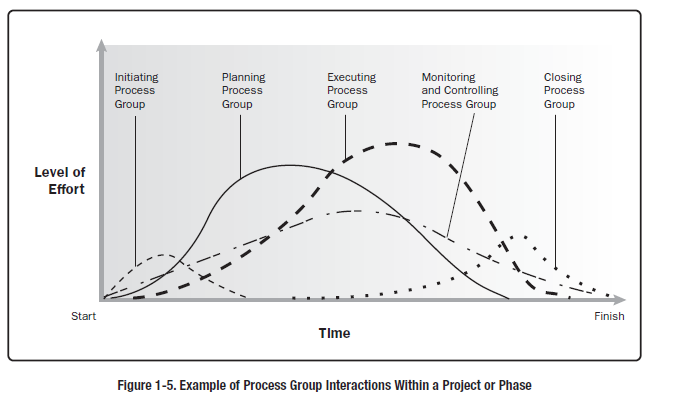 Initiating
Process
Group
Planning
Process
Group
Executing
Process
Group
Monitoring
and Controlling
Process Group
Closing
Process
Group
Level of
Effort
Start
Finish
Time
Figure 1-5. Example of Process Group Interactions Within a Project or Phase